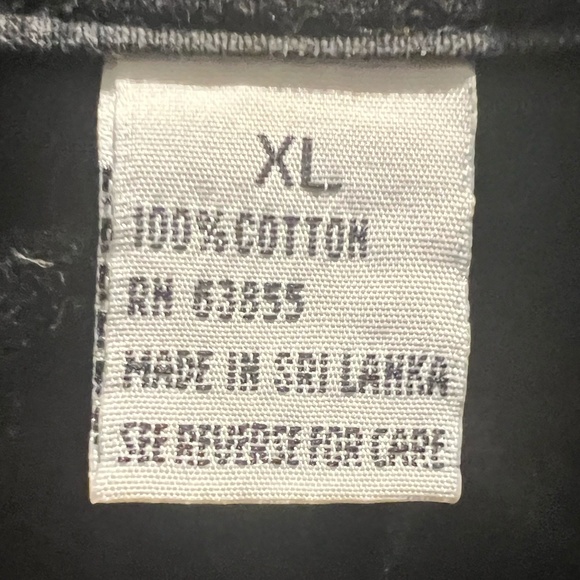 XL
100% COTTON
RN 63855
MADE IN SRI LANKA
SEE REVERSE FOR CARE